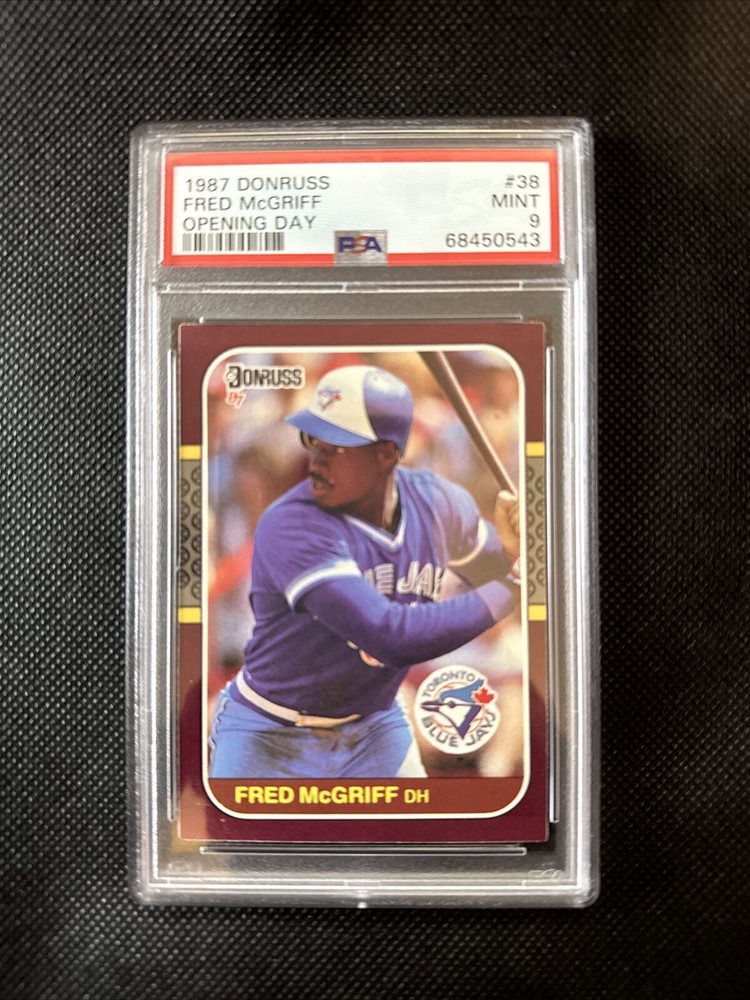 1987 DONRUSS #38
FRED McGRIFF MINT
OPENING DAY 9
PSA 68450543
DONRUSS
87
BLUE JAY
TORONTO
BLUE JAYS
FRED McGRIFF DH